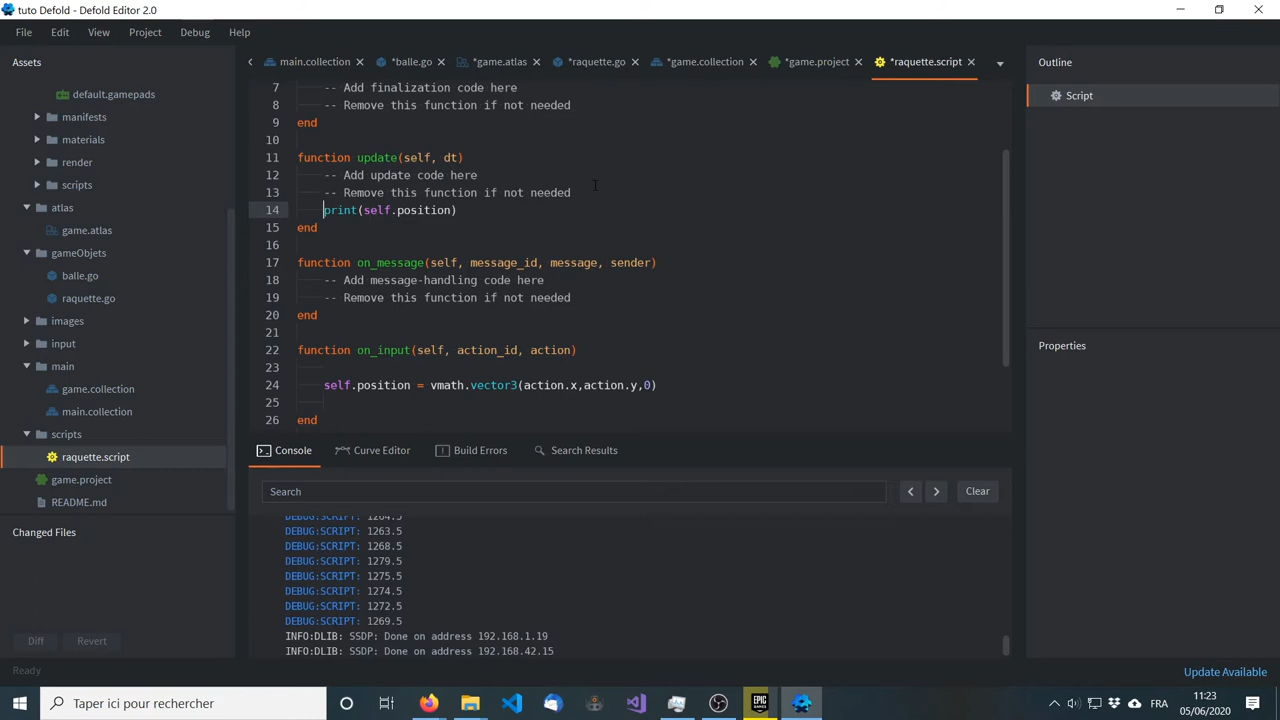 tuto Defold - Defold Editor 2.0
File Edit View Project Debug Help
Assets
default.gamepads
manifests
materials
render
scripts
atlas
game.atlas
gameObjets
balle.go
raquette.go
images
input
main
game.collection
main.collection
scripts
raquette.script
game.project
README.md
Changed Files
Diff Revert
Ready
main.collection *balle.go *game.atlas *raquette.go *game.collection *game.project *raquette.script
7 -- Add finalization code here
8 -- Remove this function if not needed
9 end
10
11 function update(self, dt)
12 -- Add update code here
13 -- Remove this function if not needed
14 print(self.position)
15 end
16
17 function on_message(self, message_id, message, sender)
18 -- Add message-handling code here
19 -- Remove this function if not needed
20 end
21
22 function on_input(self, action_id, action)
23
24 self.position = vmath.vector3(action.x,action.y,0)
25
26 end
Console Curve Editor Build Errors Search Results
Search Clear
DEBUG:SCRIPT: 1264.5
DEBUG:SCRIPT: 1263.5
DEBUG:SCRIPT: 1268.5
DEBUG:SCRIPT: 1279.5
DEBUG:SCRIPT: 1275.5
DEBUG:SCRIPT: 1274.5
DEBUG:SCRIPT: 1272.5
DEBUG:SCRIPT: 1269.5
INFO:DLIB: SSDP: Done on address 192.168.1.19
INFO:DLIB: SSDP: Done on address 192.168.42.15
Outline
Script
Properties
Update Available
Taper ici pour rechercher
EPIC GAMES
FRA
11:23
05/06/2020